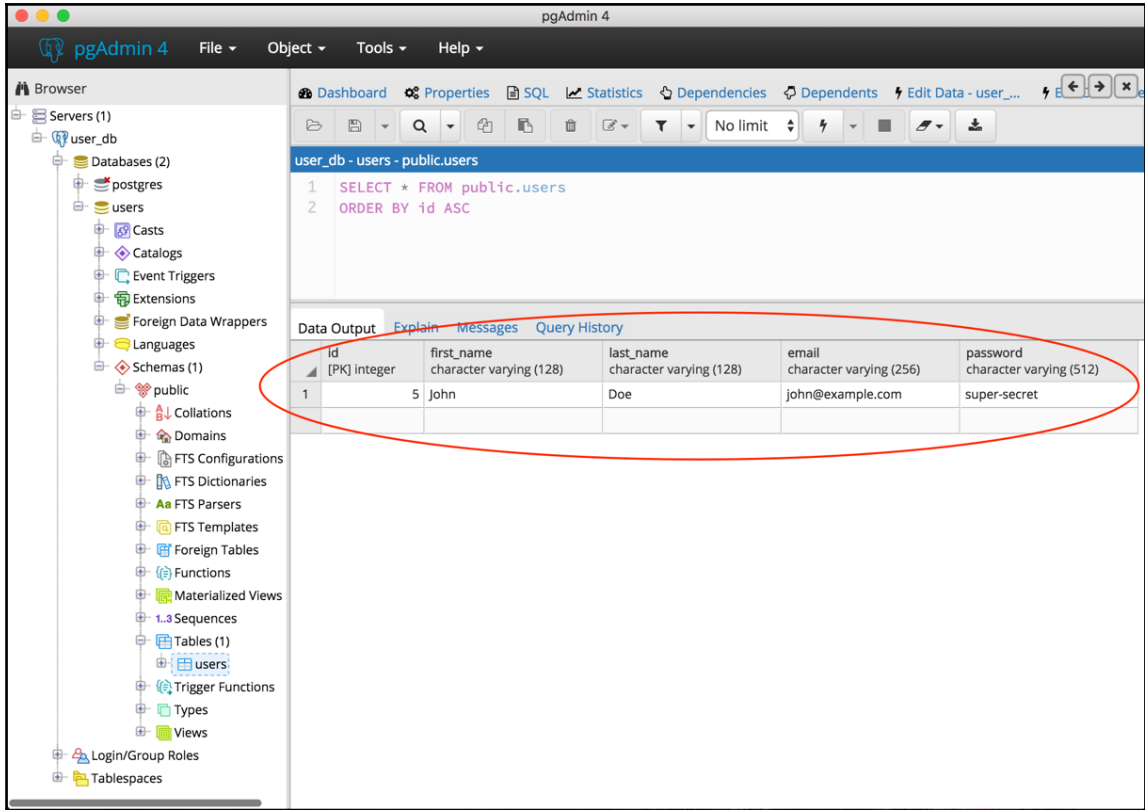 pgAdmin 4
pgAdmin 4 File Object Tools Help
Browser
Servers (1)
user_db
Databases (2)
postgres
users
Casts
Catalogs
Event Triggers
Extensions
Foreign Data Wrappers
Languages
Schemas (1)
public
Collations
Domains
FTS Configurations
FTS Dictionaries
Aa FTS Parsers
FTS Templates
Foreign Tables
Functions
Materialized Views
1..3 Sequences
Tables (1)
users
Trigger Functions
Types
Views
Login/Group Roles
Tablespaces
Dashboard Properties SQL Statistics Dependencies Dependents Edit Data - user_...
No limit
user_db - users - public.users
1 SELECT * FROM public.users
2 ORDER BY id ASC
Data Output Explain Messages Query History
id first_name last_name email password
[PK] integer character varying (128) character varying (128) character varying (256) character varying (512)
1 5 John Doe john@example.com super-secret